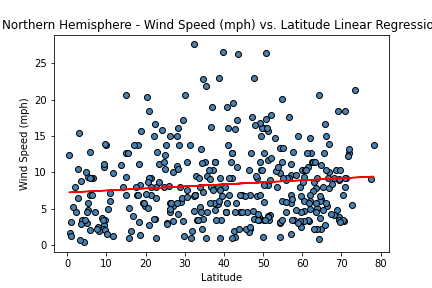 Northern Hemisphere - Wind Speed (mph) vs. Latitude Linear Regressio
25
20
15
10
5
0
Wind Speed (mph)
0 10 20 30 40 50 60 70 80
Latitude